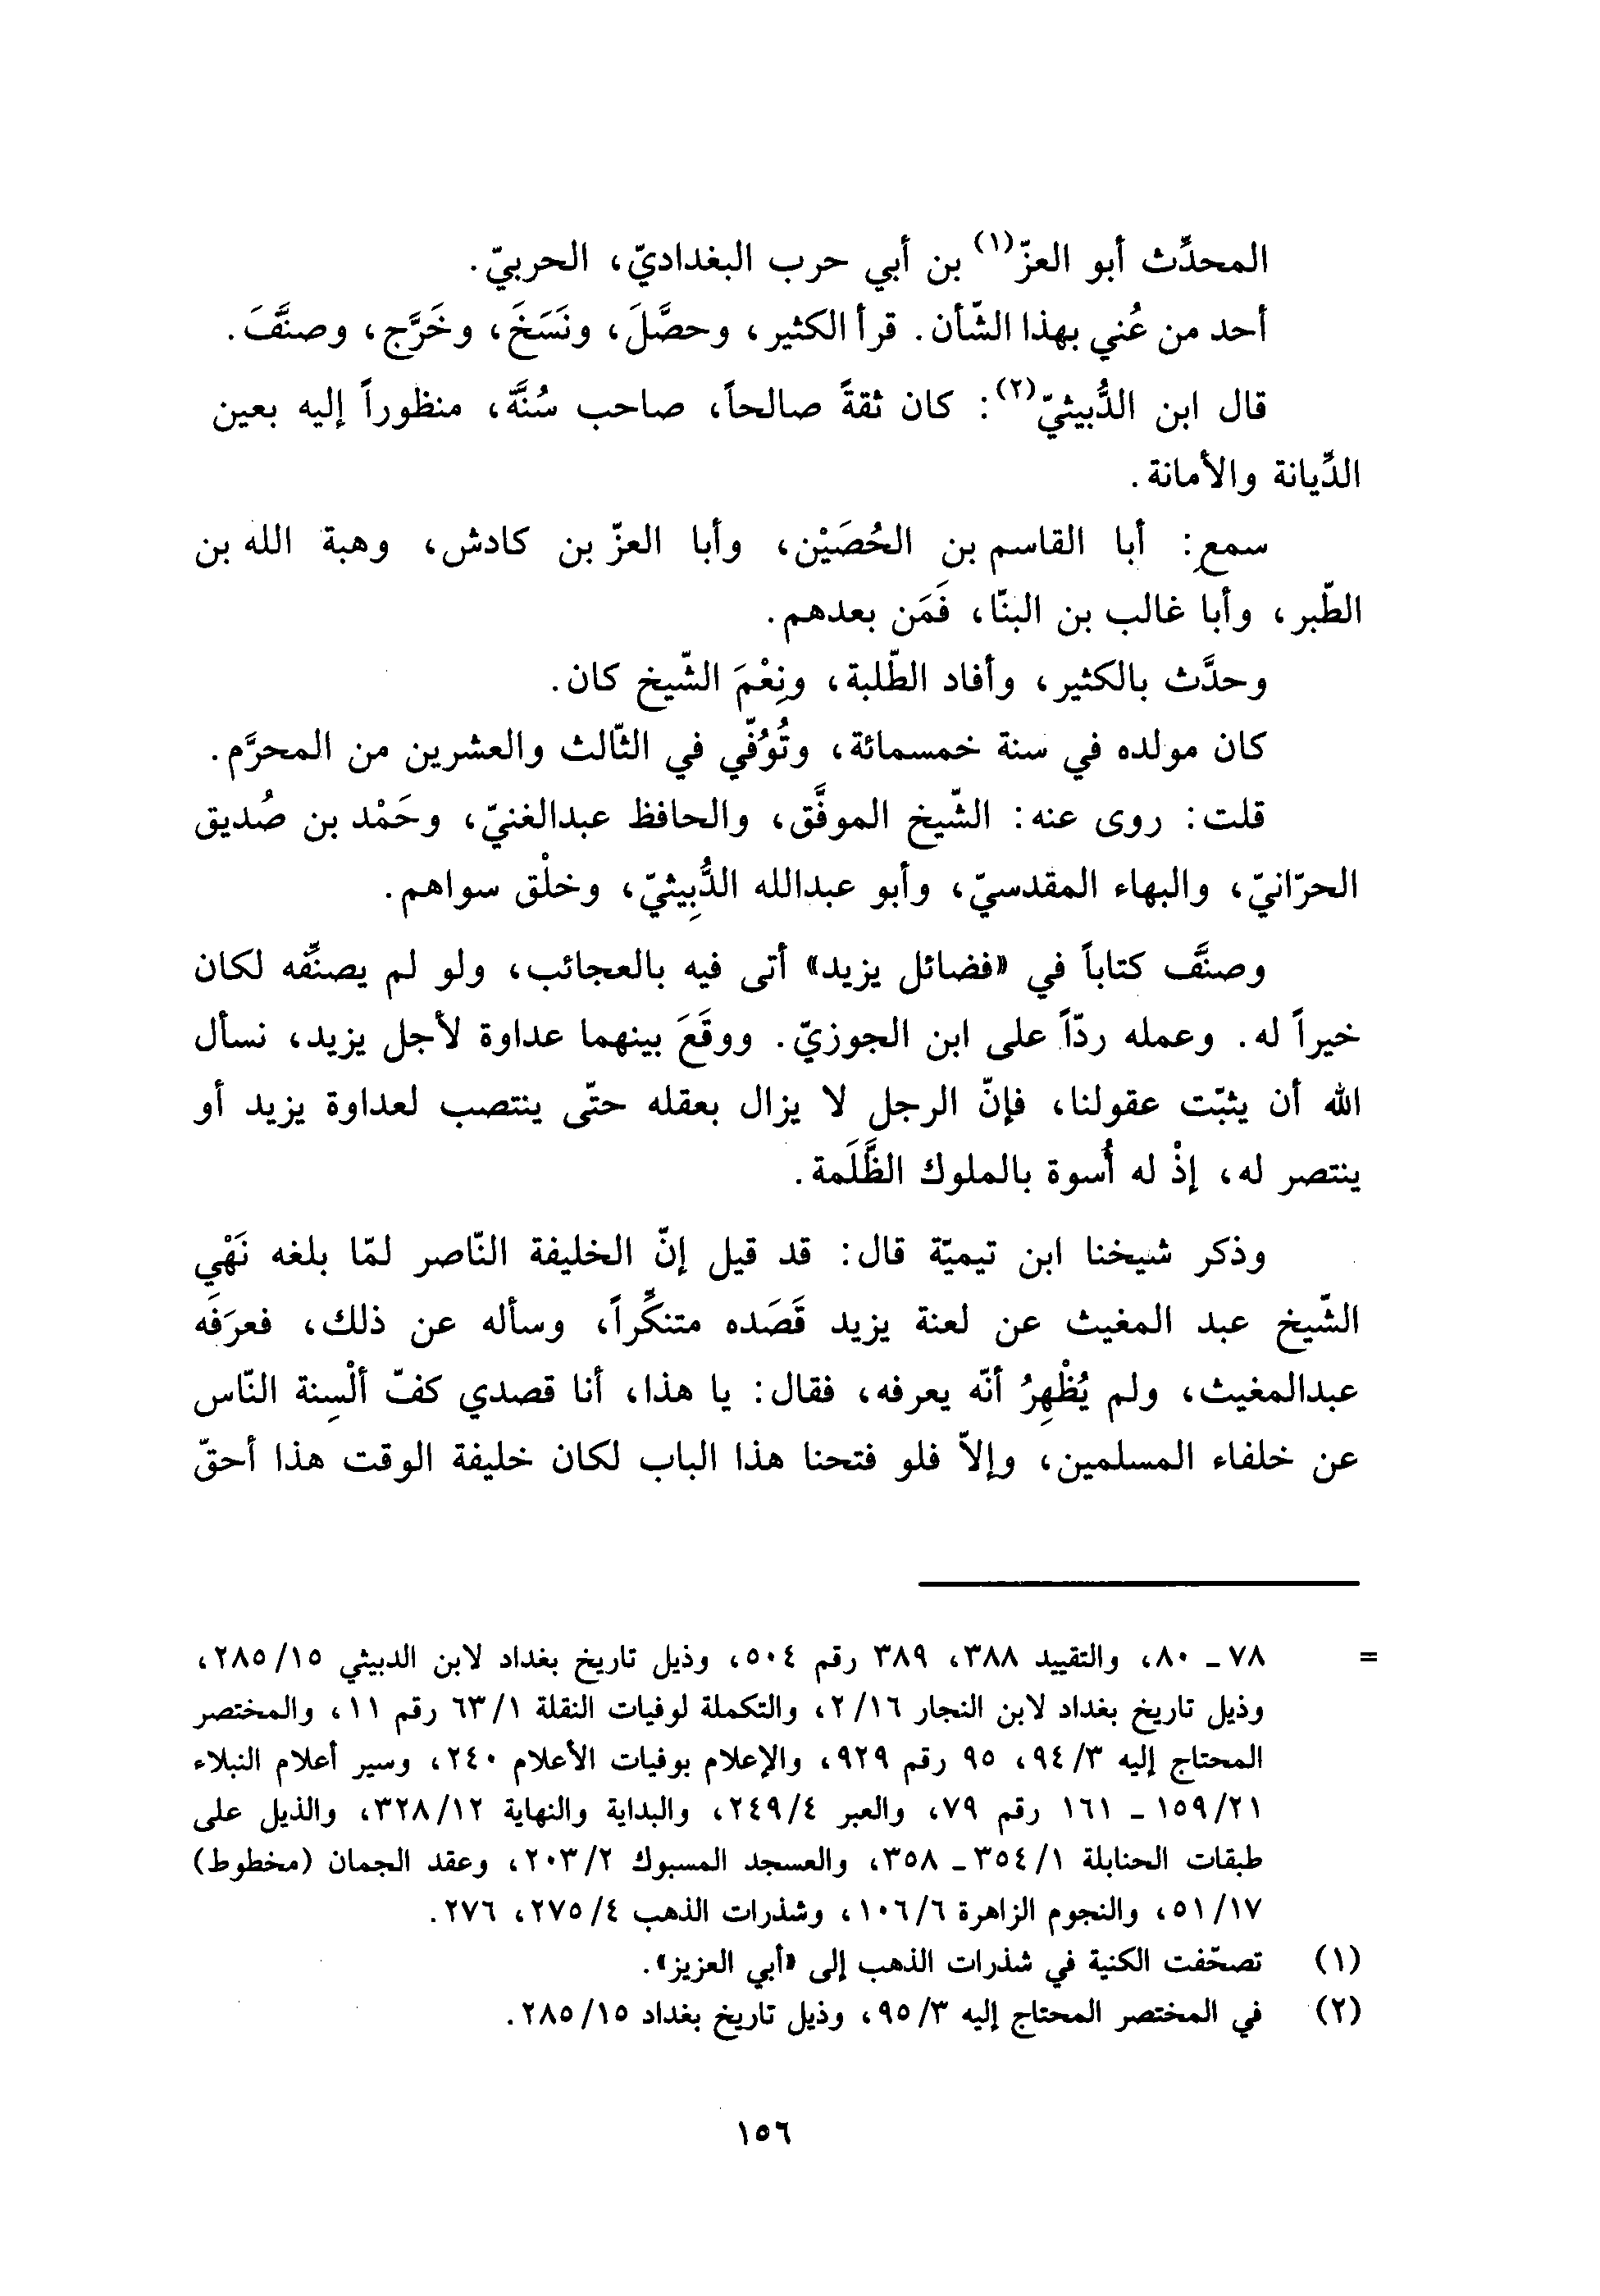 المحدِّث أبو العزّ(١) بن أبي حرب البغداديّ، الحربيّ.
أحد من عُني بهذا الشّأن. قرأ الكثير، وحصَّلَ، ونَسَخَ، وخَرَّج، وصنَّفَ.
قال ابن الدُّبيثيّ(٢): كان ثقةً صالحاً، صاحب سُنَّة، منظوراً إليه بعين
الدِّيانة والأمانة.
سمع: أبا القاسم بن الحُصَيْن، وأبا العزّ بن كادش، وهبة الله بن
الطّبر، وأبا غالب بن البنّا، فَمَن بعدهم.
وحدَّث بالكثير، وأفاد الطّلبة، ونِعْمَ الشّيخ كان.
كان مولده في سنة خمسمائة، وتُوُفّي في الثّالث والعشرين من المحرَّم.
قلت: روى عنه: الشّيخ الموفَّق، والحافظ عبدالغنيّ، وحَمْد بن صُديق
الحرّانيّ، والبهاء المقدسيّ، وأبو عبدالله الدُّبِيثيّ، وخلْق سواهم.
وصنَّف كتاباً في «فضائل يزيد» أتى فيه بالعجائب، ولو لم يصنِّفه لكان
خيراً له. وعمله ردّاً على ابن الجوزيّ. ووقَعَ بينهما عداوة لأجل يزيد، نسأل
الله أن يثبّت عقولنا، فإنّ الرجل لا يزال بعقله حتّى ينتصب لعداوة يزيد أو
ينتصر له، إذْ له أُسوة بالملوك الظَّلَمة.
وذكر شيخنا ابن تيميّة قال: قد قيل إنّ الخليفة النّاصر لمّا بلغه نَهْي
الشّيخ عبد المغيث عن لعنة يزيد قَصَده متنكِّراً، وسأله عن ذلك، فعرَفَه
عبدالمغيث، ولم يُظْهِرُ أنّه يعرفه، فقال: يا هذا، أنا قصدي كفّ ألْسِنة النّاس
عن خلفاء المسلمين، وإلاّ فلو فتحنا هذا الباب لكان خليفة الوقت هذا أحقّ
= ٧٨ ـ ٨٠، والتقييد ٣٨٨، ٣٨٩ رقم ٥٠٤، وذيل تاريخ بغداد لابن الدبيثي ١٥/ ٢٨٥،
وذيل تاريخ بغداد لابن النجار ١٦/ ٢، والتكملة لوفيات النقلة ١/ ٦٣ رقم ١١، والمختصر
المحتاج إليه ٣/ ٩٤، ٩٥ رقم ٩٢٩، والإعلام بوفيات الأعلام ٢٤٠، وسير أعلام النبلاء
٢١/ ١٥٩ ـ ١٦١ رقم ٧٩، والعبر ٤/ ٢٤٩، والبداية والنهاية ١٢/ ٣٢٨، والذيل على
طبقات الحنابلة ١/ ٣٥٤ ـ ٣٥٨، والعسجد المسبوك ٢/ ٢٠٣، وعقد الجمان (مخطوط)
١٧/ ٥١، والنجوم الزاهرة ٦/ ١٠٦، وشذرات الذهب ٤/ ٢٧٥، ٢٧٦.
(١) تصحّفت الكنية في شذرات الذهب إلى «أبي العزيز».
(٢) في المختصر المحتاج إليه ٣/ ٩٥، وذيل تاريخ بغداد ١٥/ ٢٨٥.
١٥٦